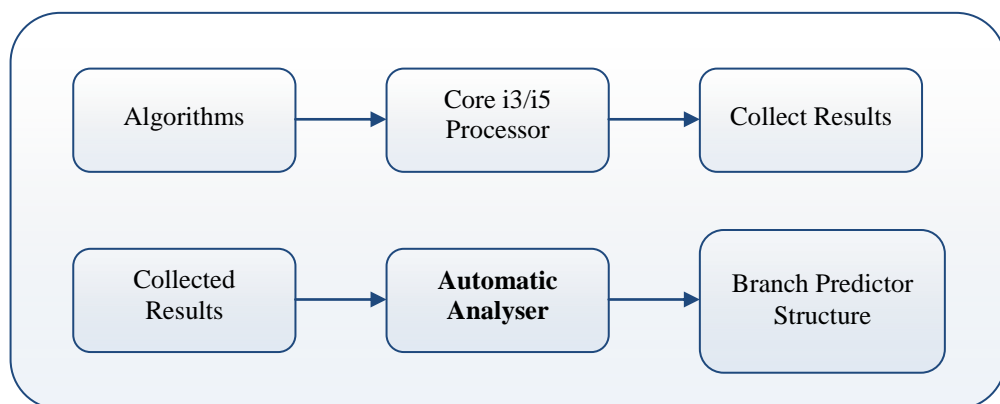 Algorithms
Core i3/i5
Processor
Collect Results
Collected
Results
Automatic
Analyser
Branch Predictor
Structure